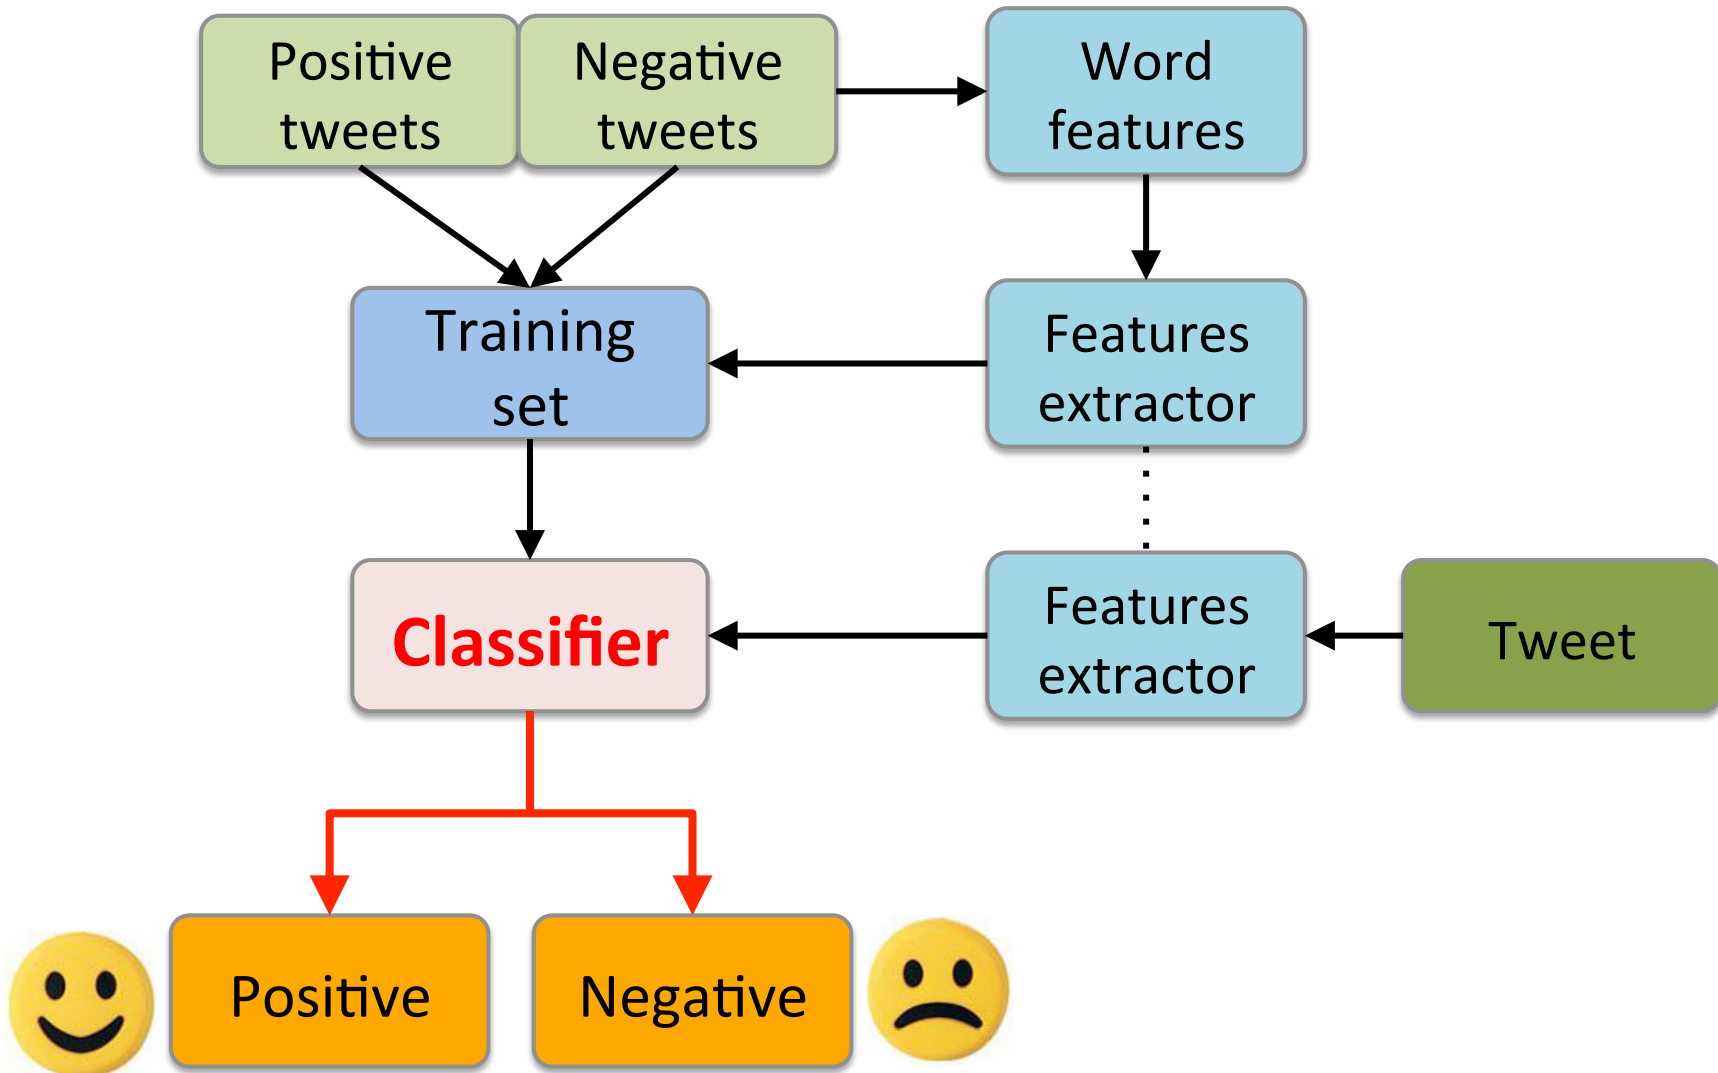 Positive
tweets
Negative
tweets
Word
features
Training
set
Features
extractor
Classifier
Features
extractor
Tweet
Positive
Negative